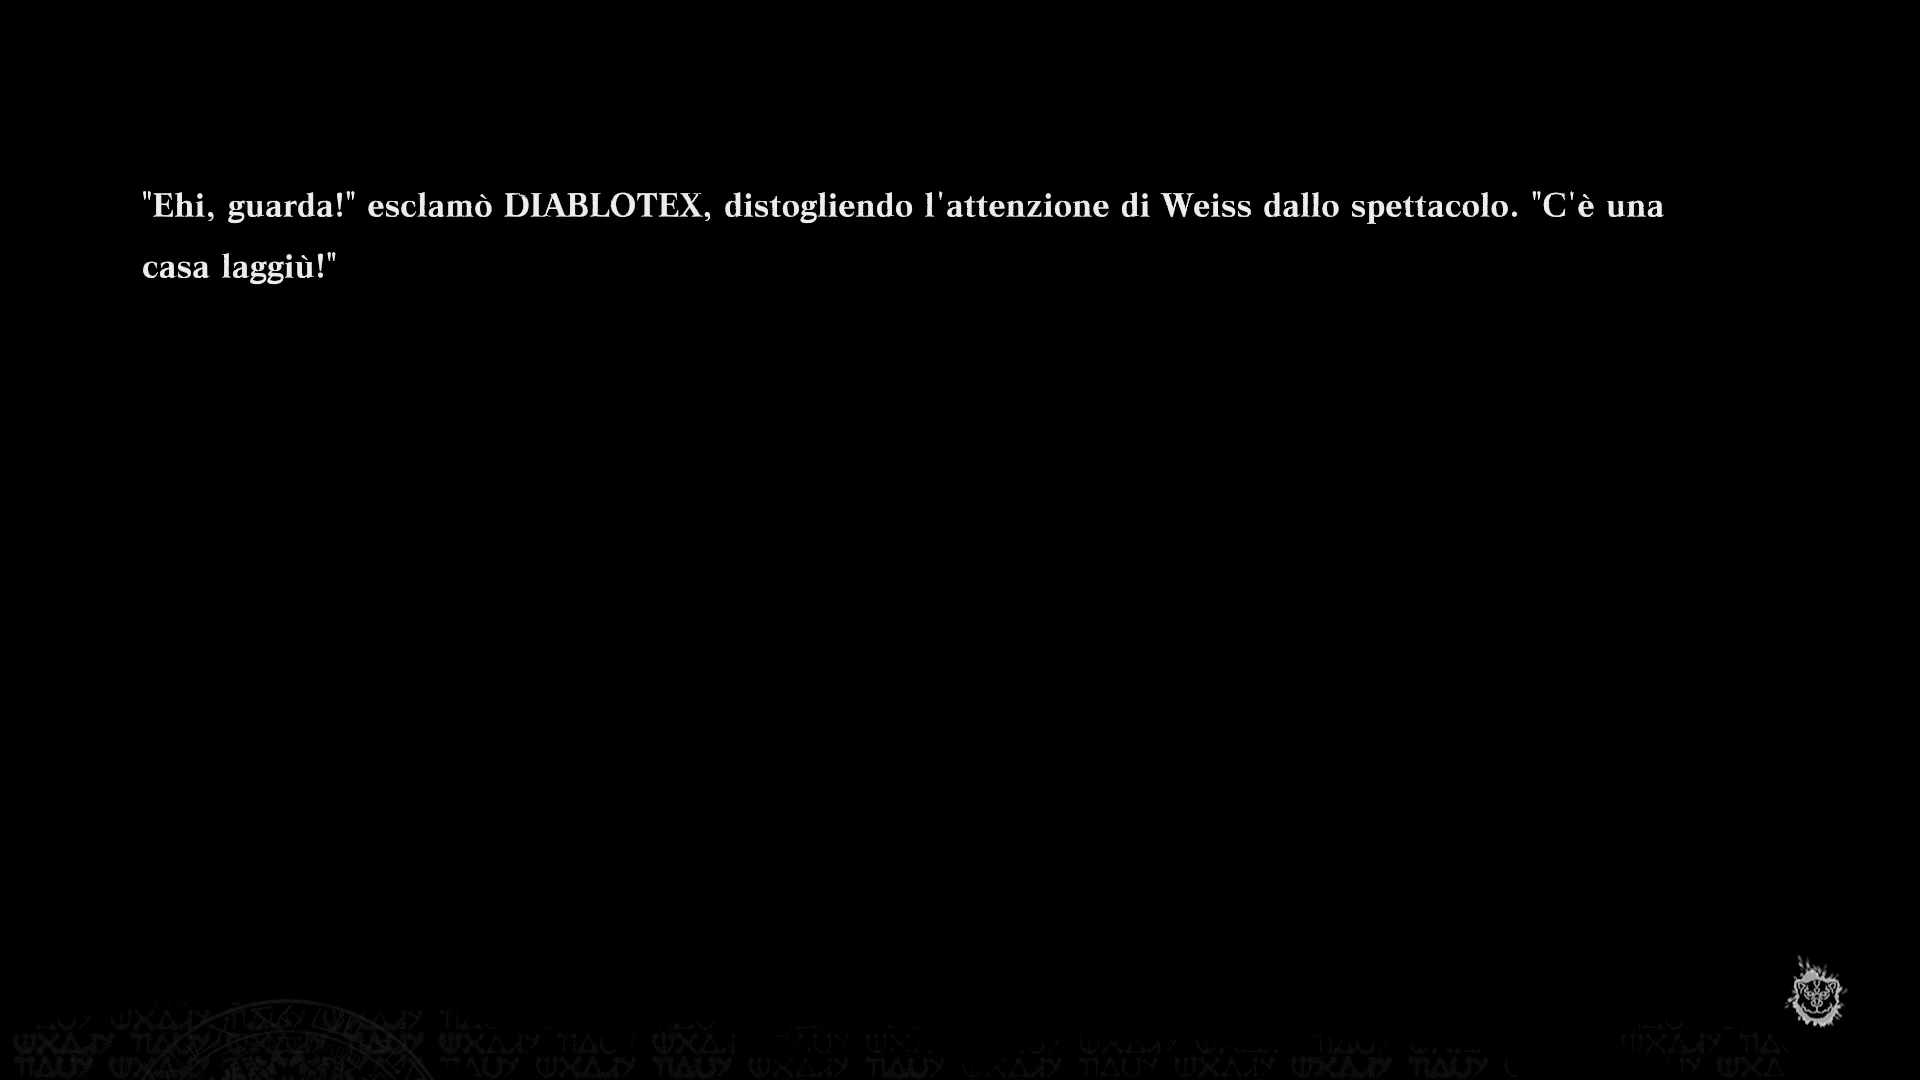 "Ehi, guarda!" esclamò DIABLOTEX, distogliendo l'attenzione di Weiss dallo spettacolo. "C'è una
casa laggiù!"